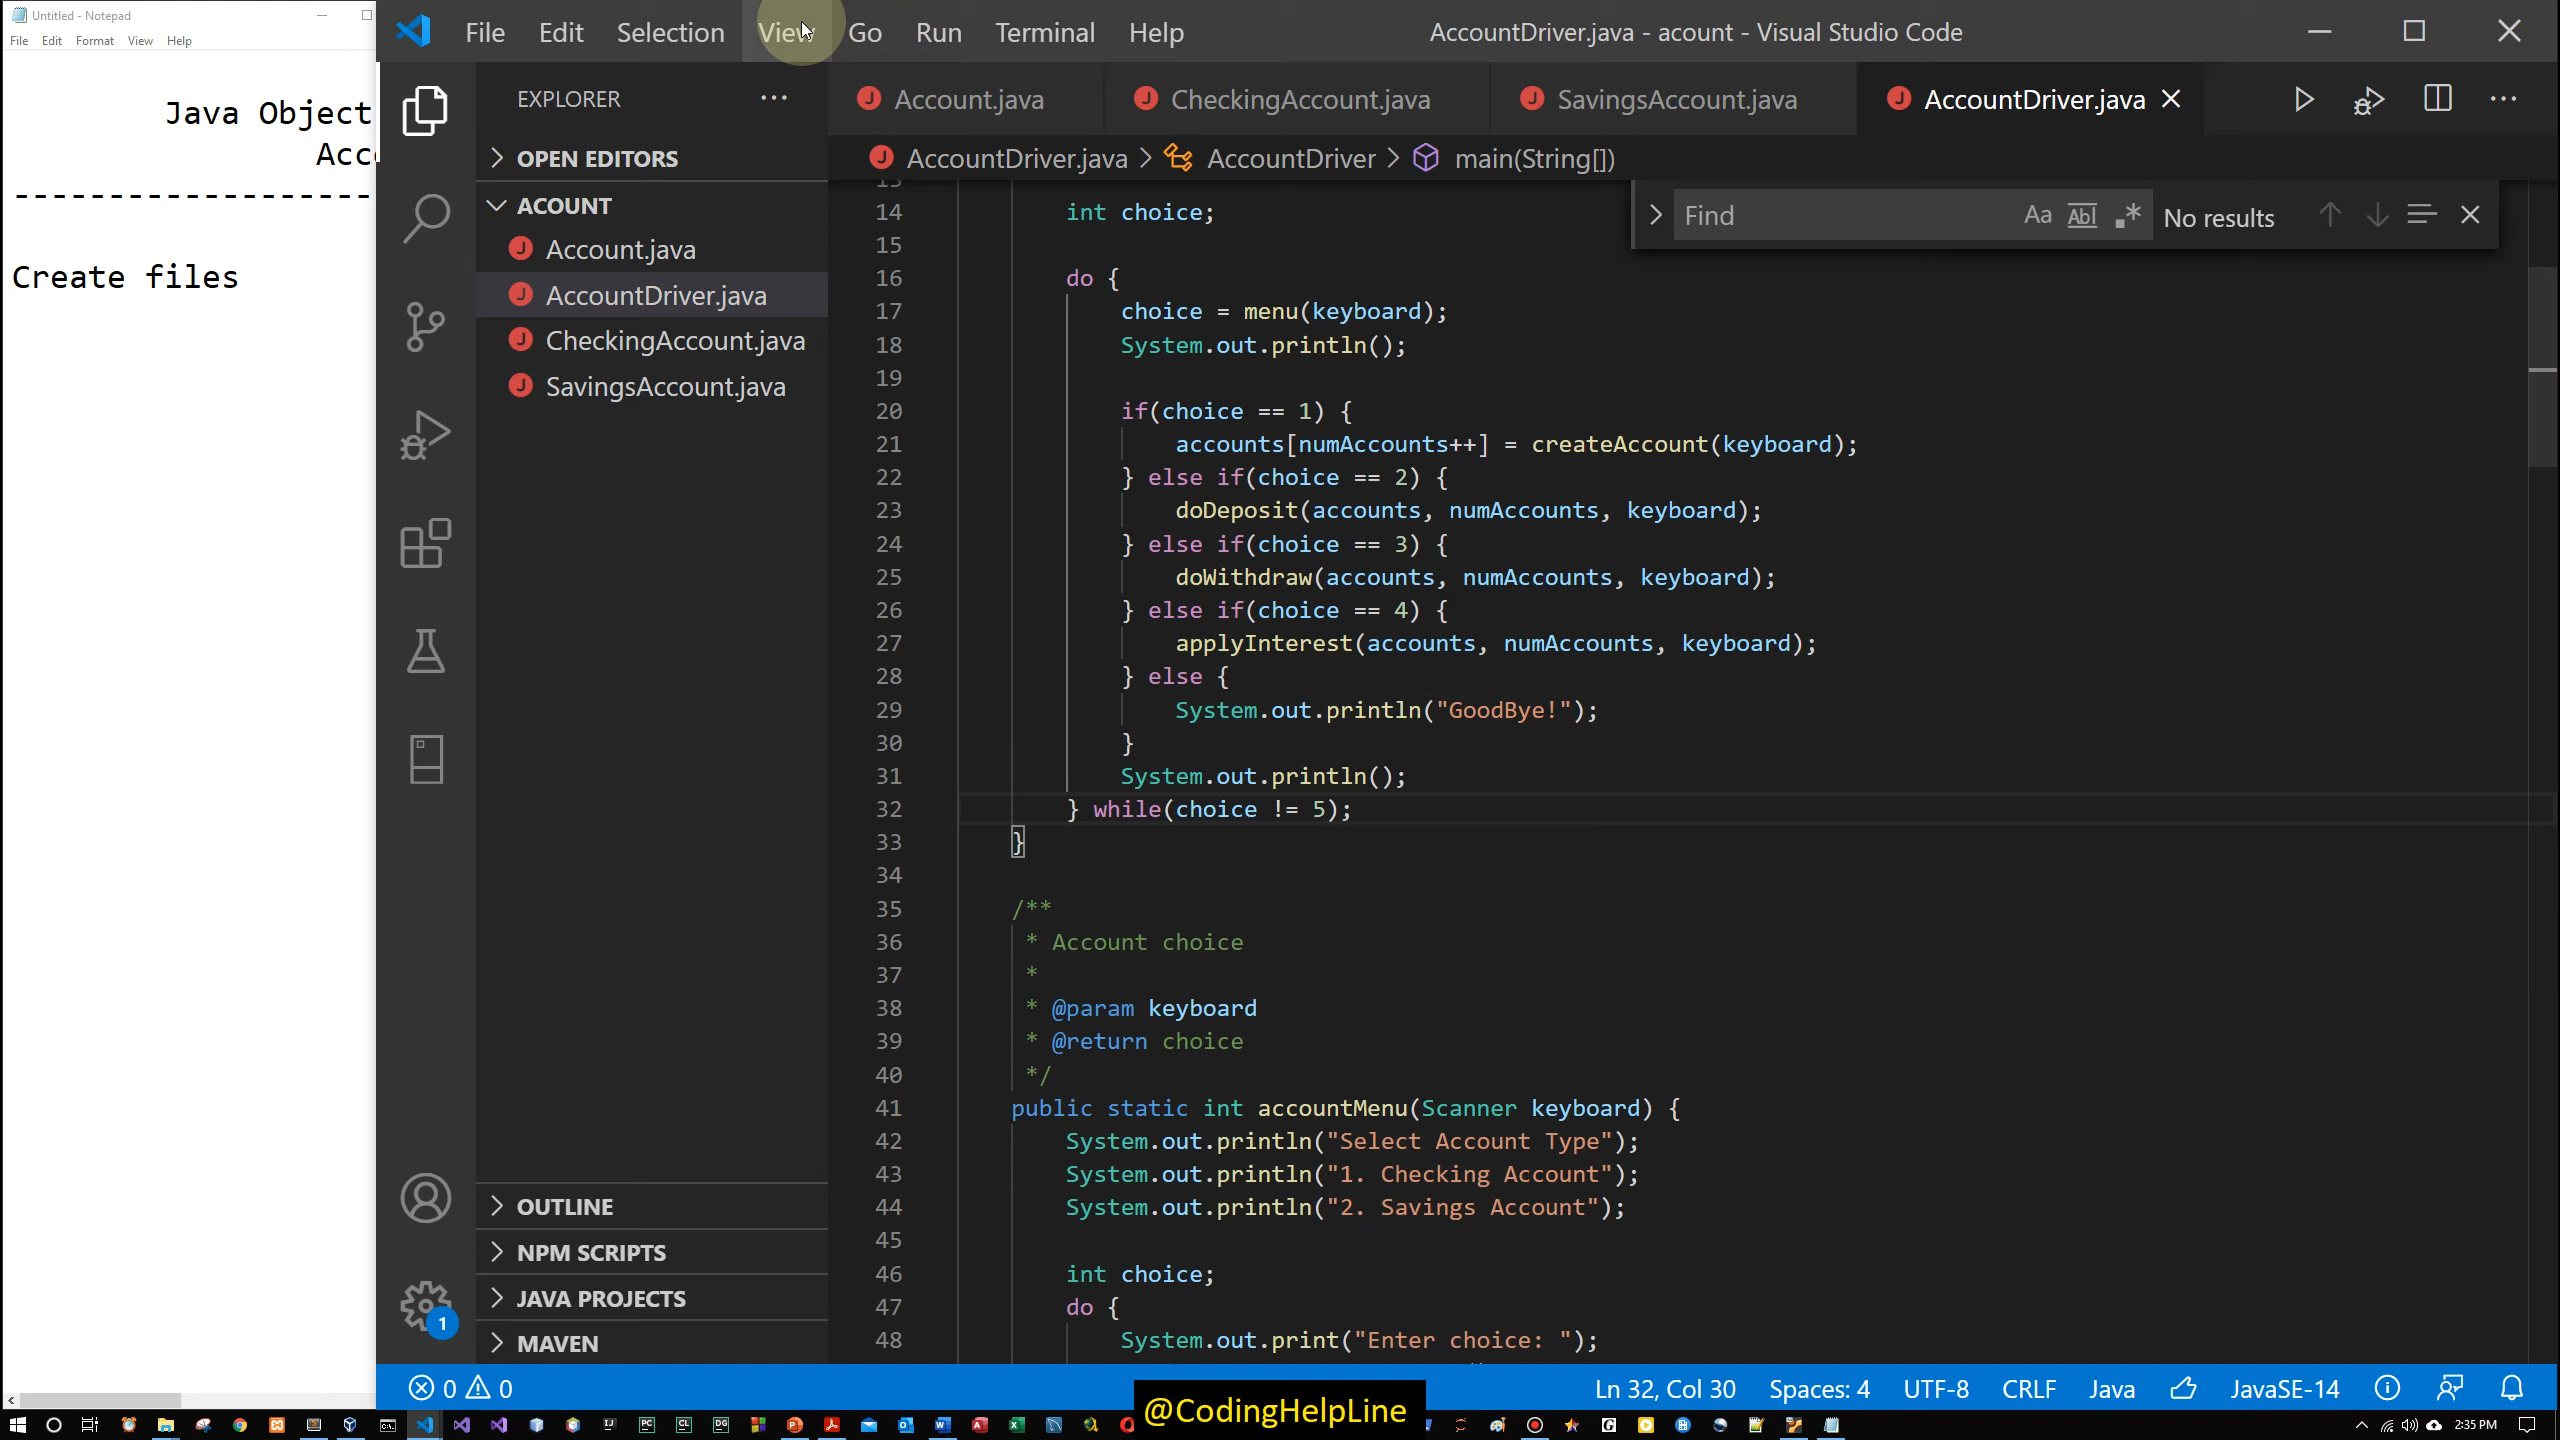 Untitled - Notepad
File Edit Format View Help
Java Object
Acc
--------------------
Create files
File Edit Selection View Go Run Terminal Help
AccountDriver.java - acount - Visual Studio Code
EXPLORER ···
OPEN EDITORS
ACOUNT
J Account.java
J AccountDriver.java
J CheckingAccount.java
J SavingsAccount.java
OUTLINE
NPM SCRIPTS
JAVA PROJECTS
MAVEN
J Account.java J CheckingAccount.java J SavingsAccount.java J AccountDriver.java
J AccountDriver.java > AccountDriver > main(String[])
Find Aa Abl .* No results
13
14 int choice;
15
16 do {
17 choice = menu(keyboard);
18 System.out.println();
19
20 if(choice == 1) {
21 accounts[numAccounts++] = createAccount(keyboard);
22 } else if(choice == 2) {
23 doDeposit(accounts, numAccounts, keyboard);
24 } else if(choice == 3) {
25 doWithdraw(accounts, numAccounts, keyboard);
26 } else if(choice == 4) {
27 applyInterest(accounts, numAccounts, keyboard);
28 } else {
29 System.out.println("GoodBye!");
30 }
31 System.out.println();
32 } while(choice != 5);
33 }
34
35 /**
36 * Account choice
37 *
38 * @param keyboard
39 * @return choice
40 */
41 public static int accountMenu(Scanner keyboard) {
42 System.out.println("Select Account Type");
43 System.out.println("1. Checking Account");
44 System.out.println("2. Savings Account");
45
46 int choice;
47 do {
48 System.out.print("Enter choice: ");
1
0 0
Ln 32, Col 30 Spaces: 4 UTF-8 CRLF Java JavaSE-14
@CodingHelpLine
2:35 PM